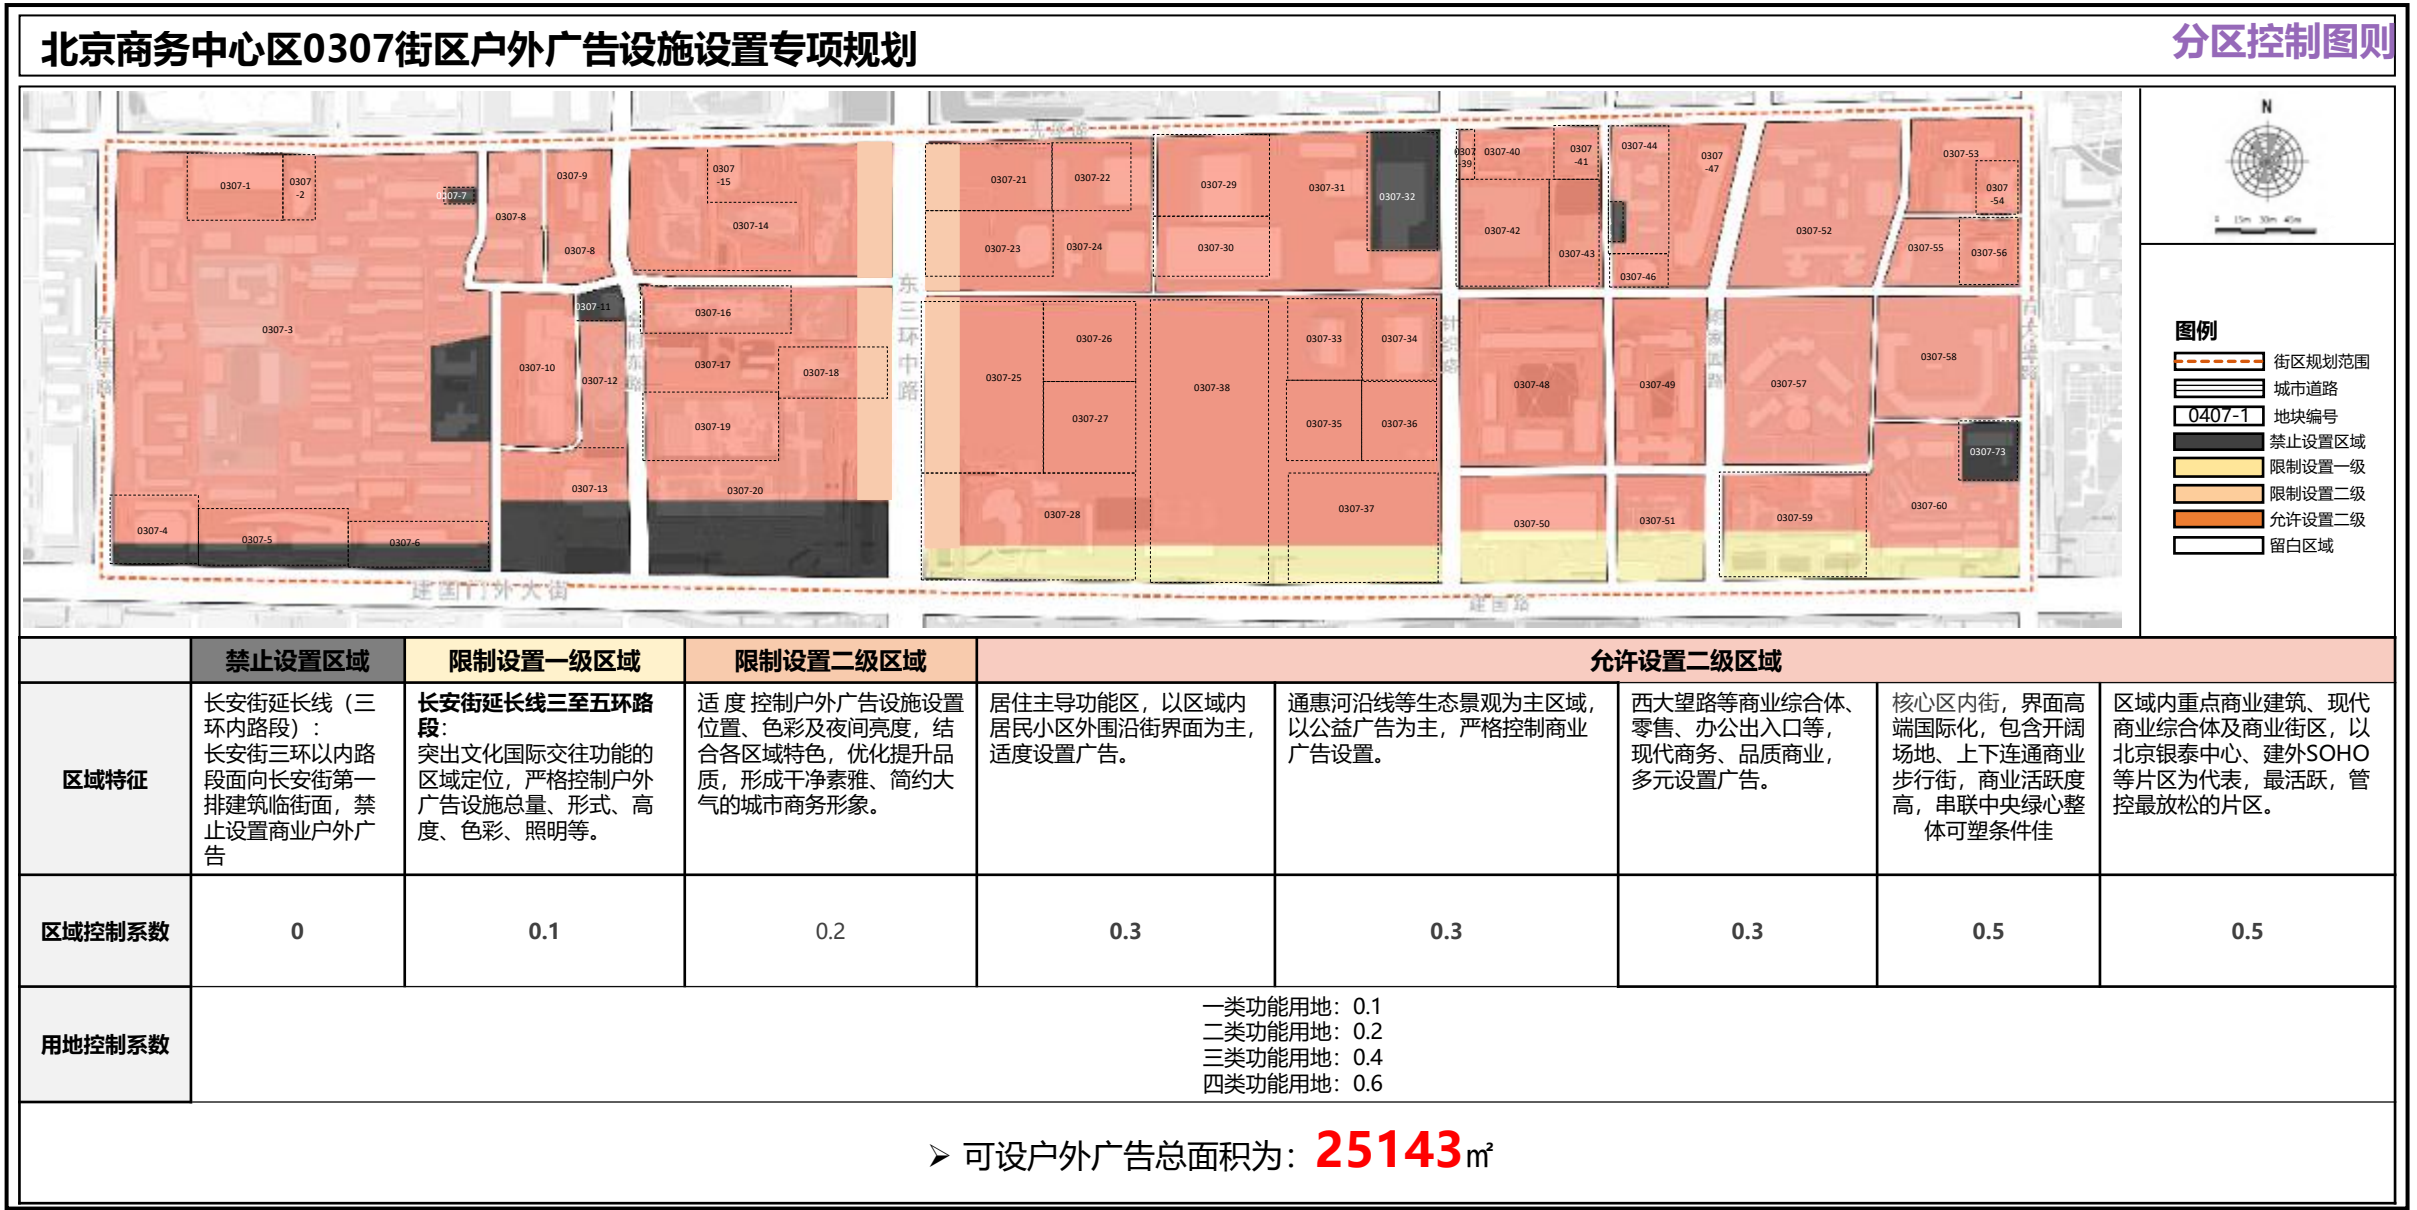 北京商务中心区0307街区户外广告设施设置专项规划
分区控制图则
光华路
0307-1
0307
-2
0307-3
0307-4
0307-5
0307-6
0307-7
0307-8
0307-9
0307-8
0307-10
0307-11
0307-12
0307-13
0307
-15
0307-14
0307-16
0307-17
0307-18
0307-19
0307-20
东三环中路
0307-21
0307-22
0307-23
0307-24
0307-25
0307-26
0307-27
0307-28
0307-29
0307-30
0307-31
0307-32
0307-33
0307-34
0307-35
0307-36
0307-37
0307-38
0307
-39
0307-40
0307
-41
0307-42
0307-43
0307-44
0307-46
0307
-47
0307-48
0307-49
0307-50
0307-51
0307-52
0307-53
0307
-54
0307-55
0307-56
0307-57
0307-58
0307-59
0307-60
0307-73
建国门外大街
建国路
N
0 15m 30m 45m
图例
街区规划范围
城市道路
0407-1 地块编号
禁止设置区域
限制设置一级
限制设置二级
允许设置二级
留白区域
禁止设置区域
限制设置一级区域
限制设置二级区域
允许设置二级区域
区域特征
长安街延长线（三
环内路段）：
长安街三环以内路
段面向长安街第一
排建筑临街面，禁
止设置商业户外广
告
长安街延长线三至五环路
段：
突出文化国际交往功能的
区域定位，严格控制户外
广告设施总量、形式、高
度、色彩、照明等。
适 度 控制户外广告设施设置
位置、色彩及夜间亮度，结
合各区域特色，优化提升品
质，形成干净素雅、简约大
气的城市商务形象。
居住主导功能区，以区域内
居民小区外围沿街界面为主，
适度设置广告。
通惠河沿线等生态景观为主区域，
以公益广告为主，严格控制商业
广告设置。
西大望路等商业综合体、
零售、办公出入口等，
现代商务、品质商业，
多元设置广告。
核心区内街，界面高
端国际化，包含开阔
场地、上下连通商业
步行街，商业活跃度
高，串联中央绿心整
体可塑条件佳
区域内重点商业建筑、现代
商业综合体及商业街区，以
北京银泰中心、建外SOHO
等片区为代表，最活跃，管
控最放松的片区。
区域控制系数
0
0.1
0.2
0.3
0.3
0.3
0.5
0.5
用地控制系数
一类功能用地：0.1
二类功能用地：0.2
三类功能用地：0.4
四类功能用地：0.6
➢ 可设户外广告总面积为：25143㎡